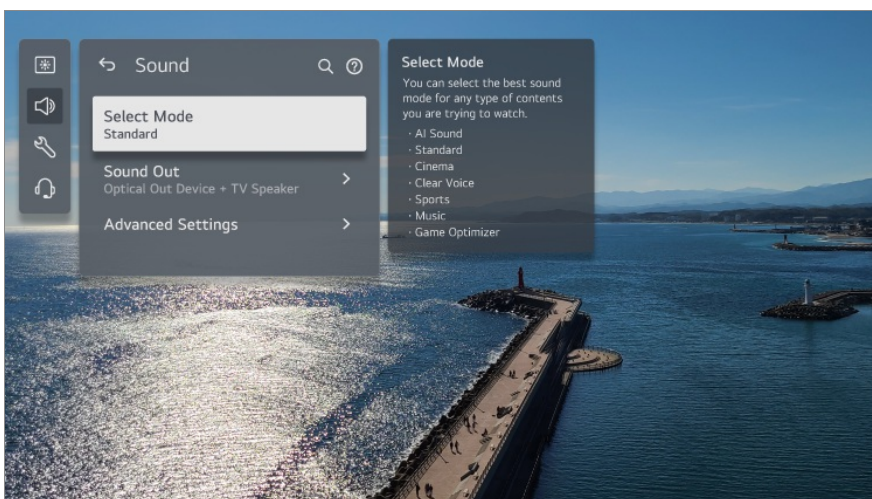 Sound
Select Mode
Standard
Sound Out
Optical Out Device + TV Speaker
Advanced Settings
Select Mode
You can select the best sound
mode for any type of contents
you are trying to watch.
· AI Sound
· Standard
· Cinema
· Clear Voice
· Sports
· Music
· Game Optimizer